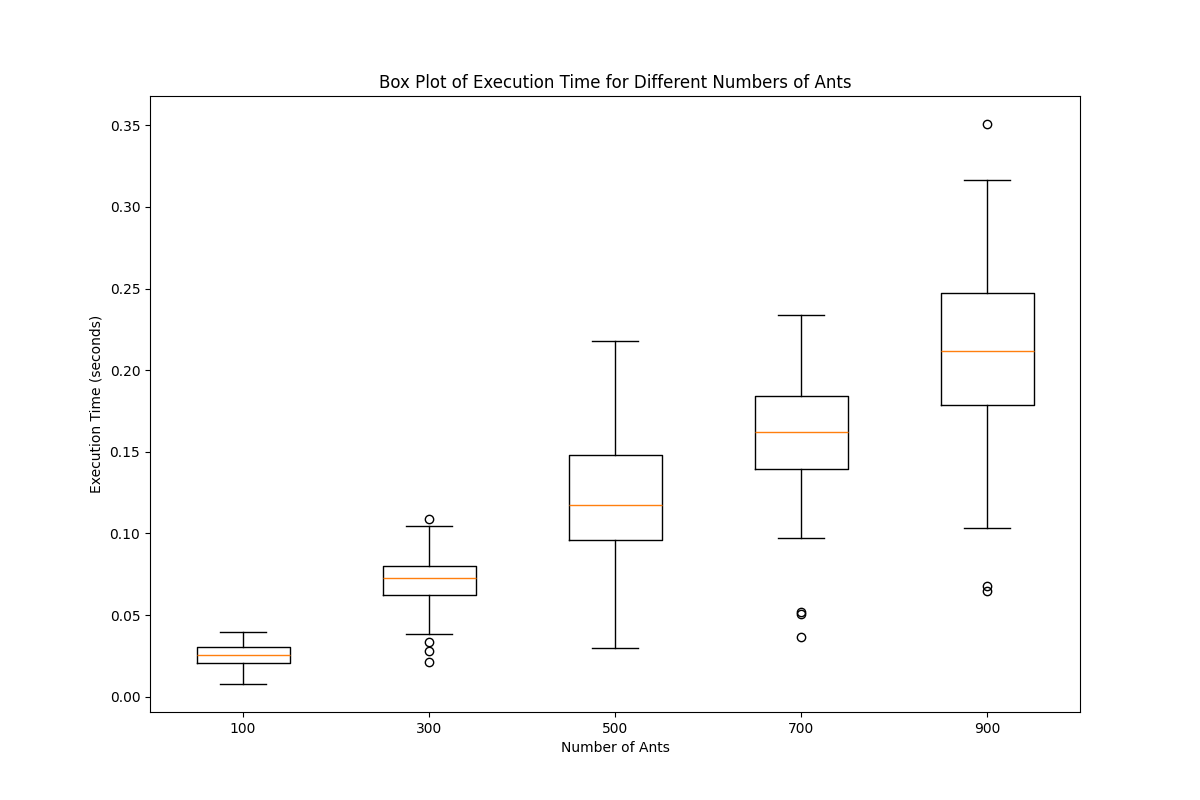 Box Plot of Execution Time for Different Numbers of Ants
0.35
0.30
0.25
0.20
0.15
0.10
0.05
0.00
Execution Time (seconds)
100 300 500 700 900
Number of Ants